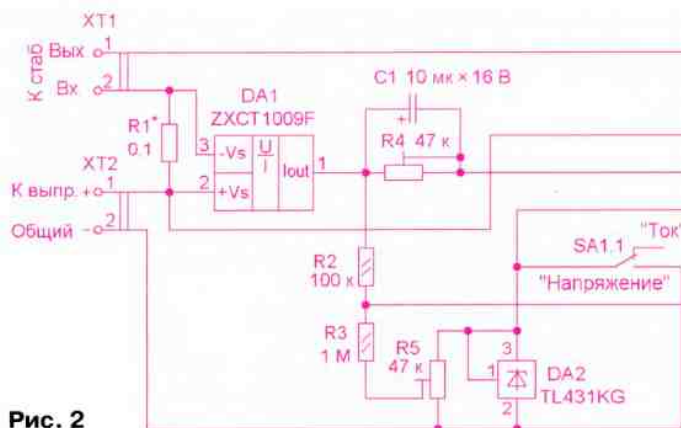 XT1
К стаб
Вых 1
Вх 2
R1*
0.1
XT2
К выпр. + 1
Общий - 2
DA1
ZXCT1009F
3 -Vs
2 +Vs
U
I
Iout 1
C1 10 мк × 16 В
+
R4 47 к
R2
100 к
R3
1 М
R5
47 к
SA1.1
"Ток"
"Напряжение"
3
1
2
DA2
TL431KG
Рис. 2